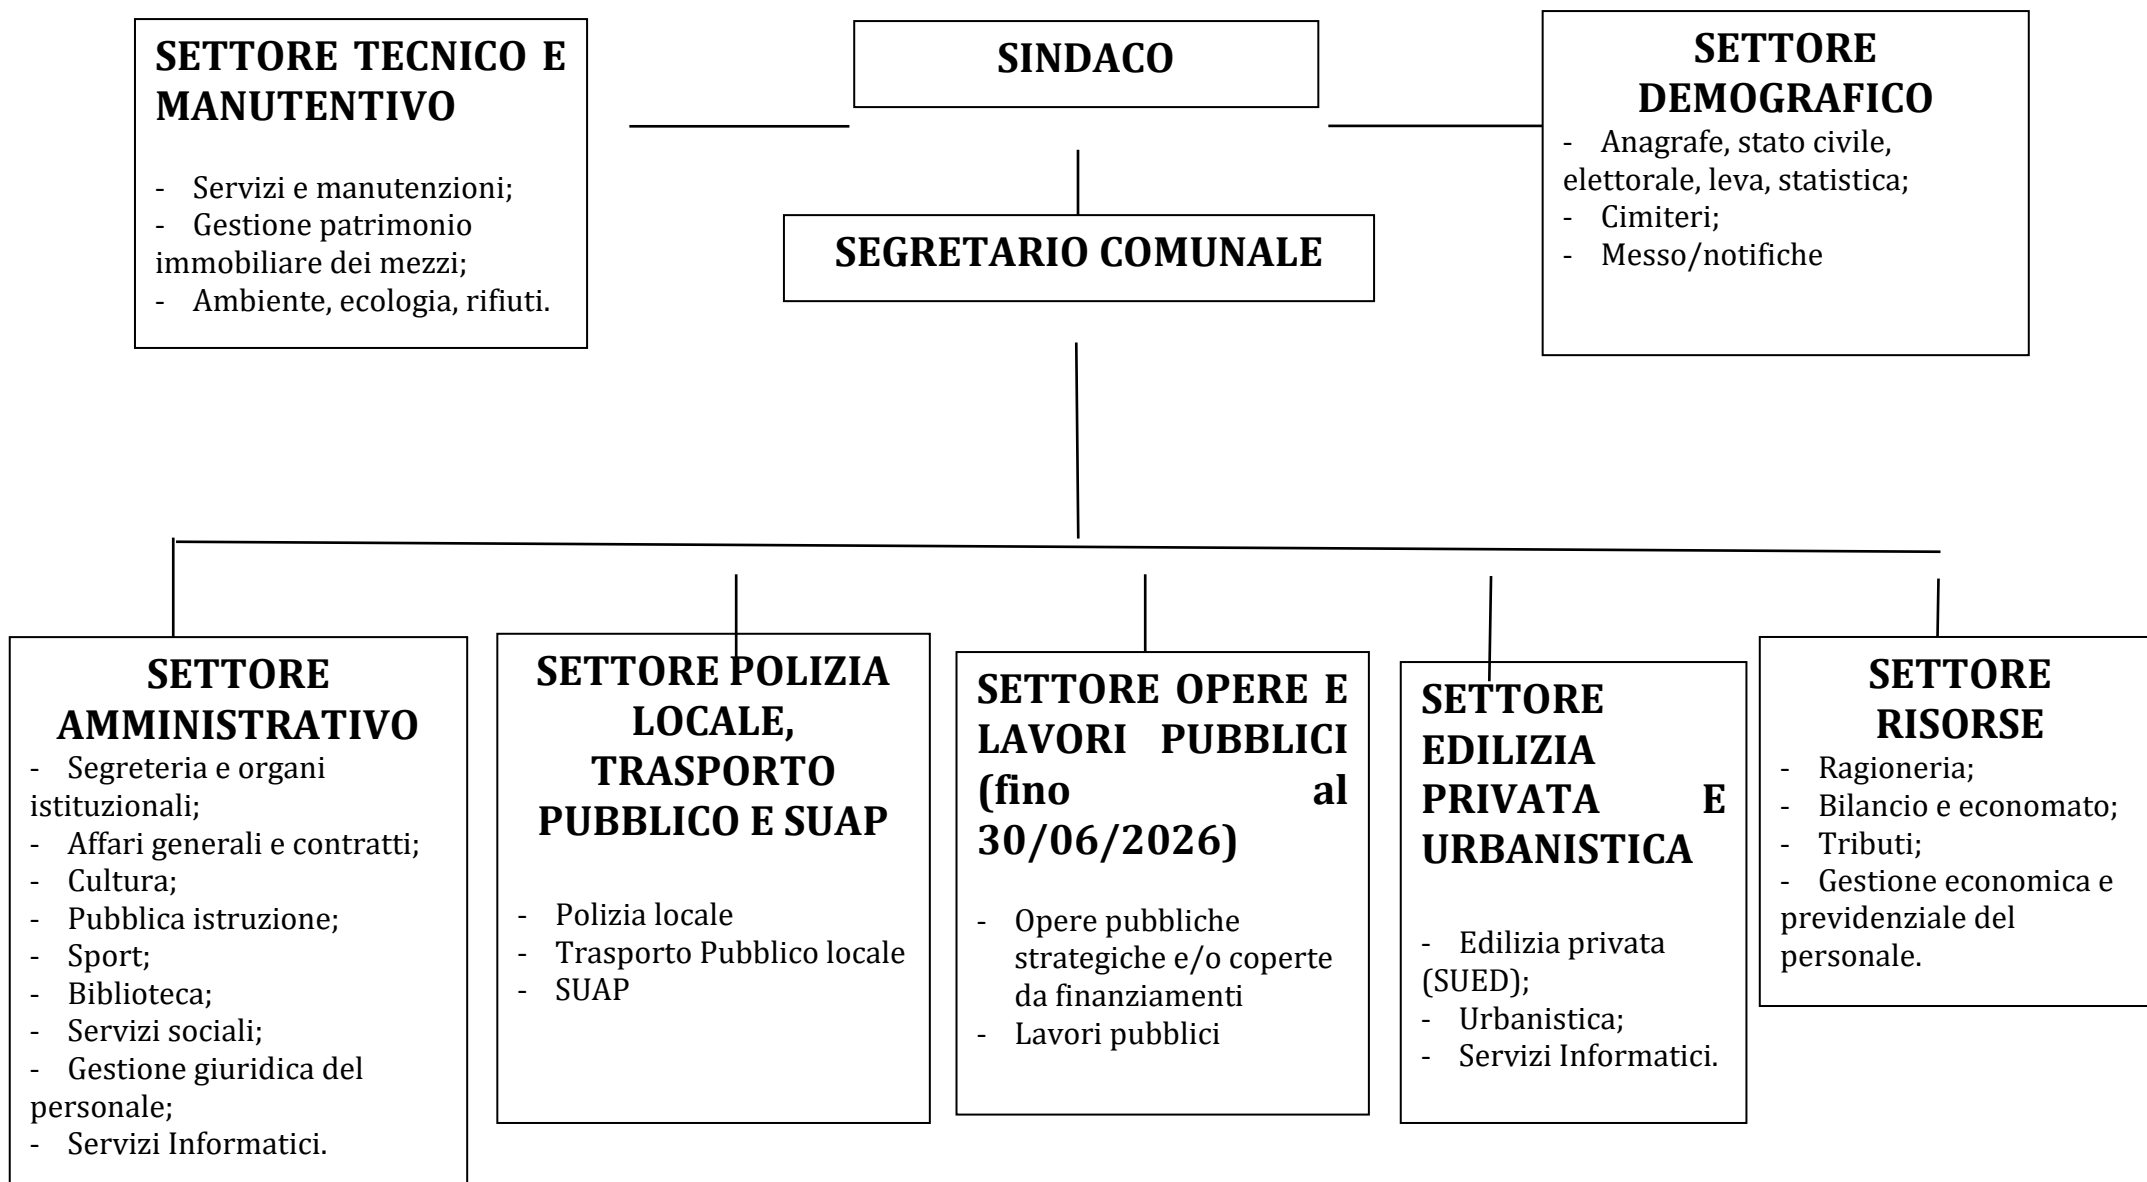 SETTORE TECNICO E
MANUTENTIVO
- Servizi e manutenzioni;
- Gestione patrimonio
immobiliare dei mezzi;
- Ambiente, ecologia, rifiuti.
SINDACO
SETTORE
DEMOGRAFICO
- Anagrafe, stato civile,
elettorale, leva, statistica;
- Cimiteri;
- Messo/notifiche
SEGRETARIO COMUNALE
SETTORE
AMMINISTRATIVO
- Segreteria e organi
istituzionali;
- Affari generali e contratti;
- Cultura;
- Pubblica istruzione;
- Sport;
- Biblioteca;
- Servizi sociali;
- Gestione giuridica del
personale;
- Servizi Informatici.
SETTORE POLIZIA
LOCALE,
TRASPORTO
PUBBLICO E SUAP
- Polizia locale
- Trasporto Pubblico locale
- SUAP
SETTORE OPERE E
LAVORI PUBBLICI
(fino al
30/06/2026)
- Opere pubbliche
strategiche e/o coperte
da finanziamenti
- Lavori pubblici
SETTORE
EDILIZIA
PRIVATA E
URBANISTICA
- Edilizia privata
(SUED);
- Urbanistica;
- Servizi Informatici.
SETTORE
RISORSE
- Ragioneria;
- Bilancio e economato;
- Tributi;
- Gestione economica e
previdenziale del
personale.